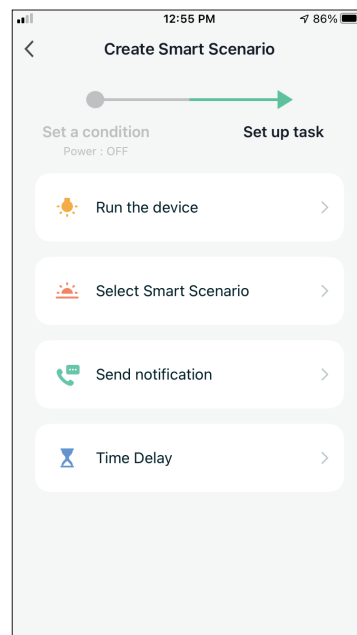 12:55 PM
86%
Create Smart Scenario
Set a condition
Set up task
Power : OFF
Run the device
Select Smart Scenario
Send notification
Time Delay